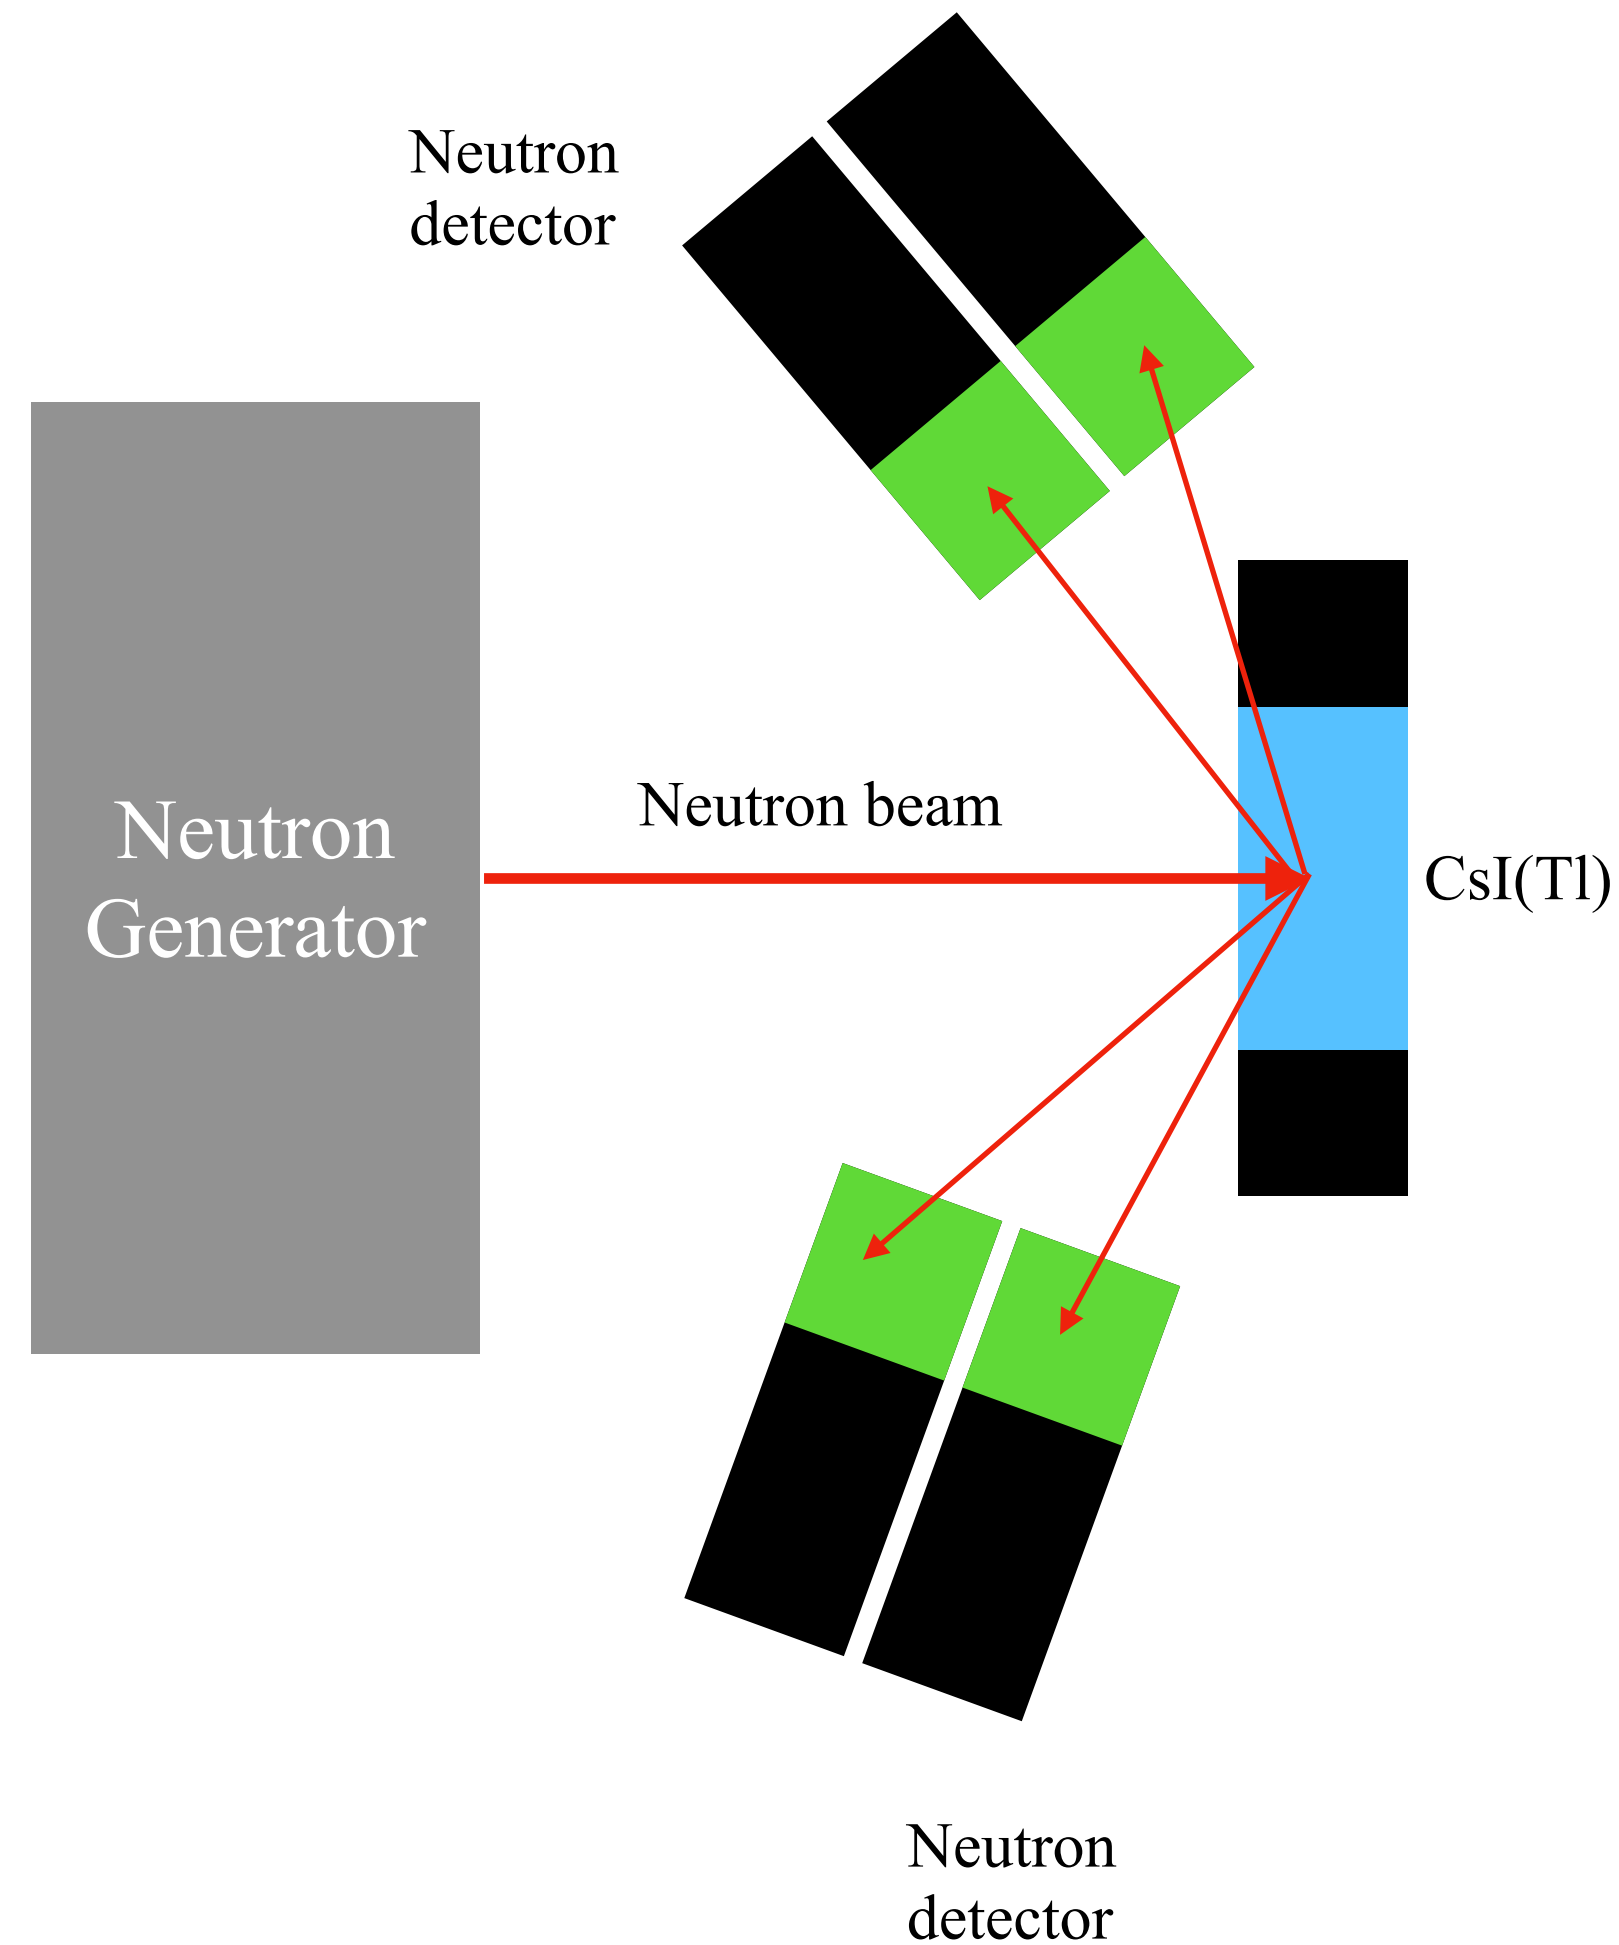 Neutron
detector
Neutron
Generator
Neutron beam
CsI(Tl)
Neutron
detector